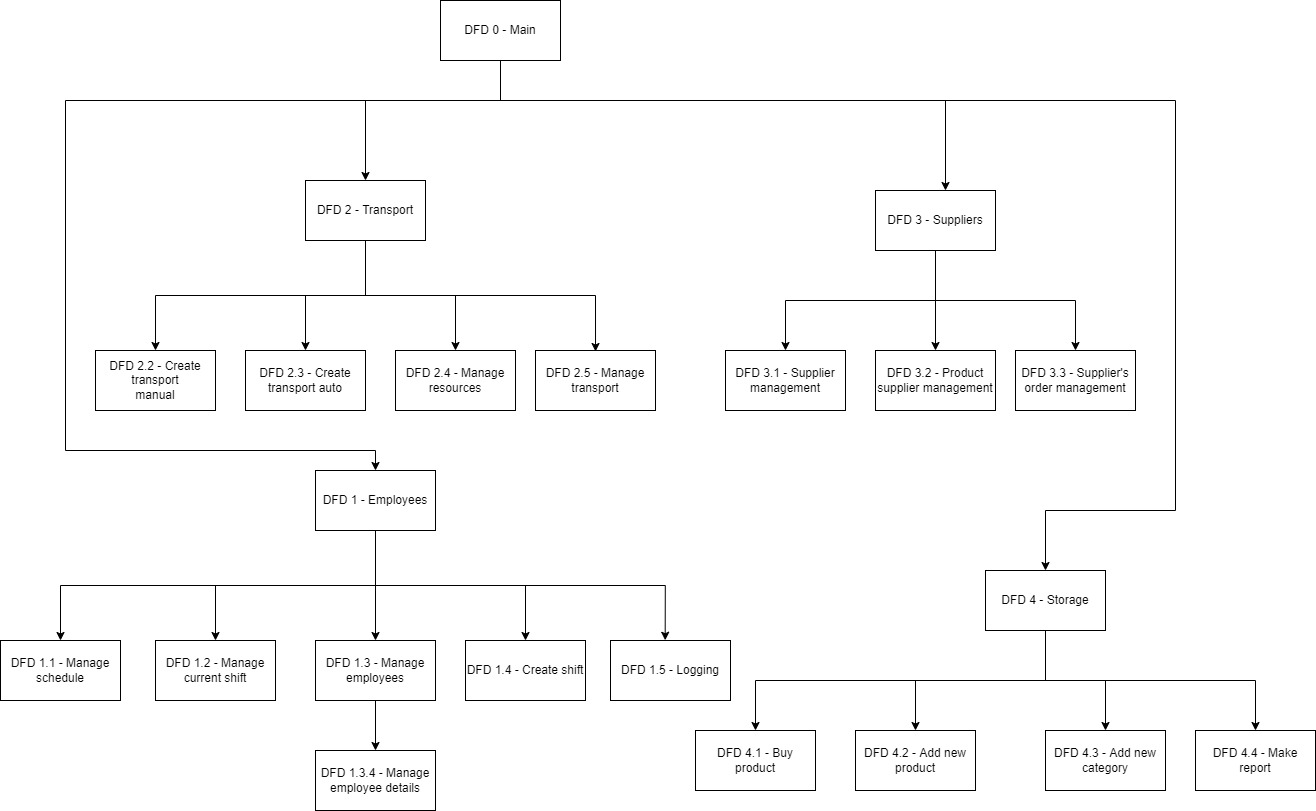 DFD 0 - Main
DFD 2 - Transport
DFD 3 - Suppliers
DFD 2.2 - Create
transport
manual
DFD 2.3 - Create
transport auto
DFD 2.4 - Manage
resources
DFD 2.5 - Manage
transport
DFD 3.1 - Supplier
management
DFD 3.2 - Product
supplier management
DFD 3.3 - Supplier's
order management
DFD 1 - Employees
DFD 4 - Storage
DFD 1.1 - Manage
schedule
DFD 1.2 - Manage
current shift
DFD 1.3 - Manage
employees
DFD 1.4 - Create shift
DFD 1.5 - Logging
DFD 1.3.4 - Manage
employee details
DFD 4.1 - Buy
product
DFD 4.2 - Add new
product
DFD 4.3 - Add new
category
DFD 4.4 - Make
report